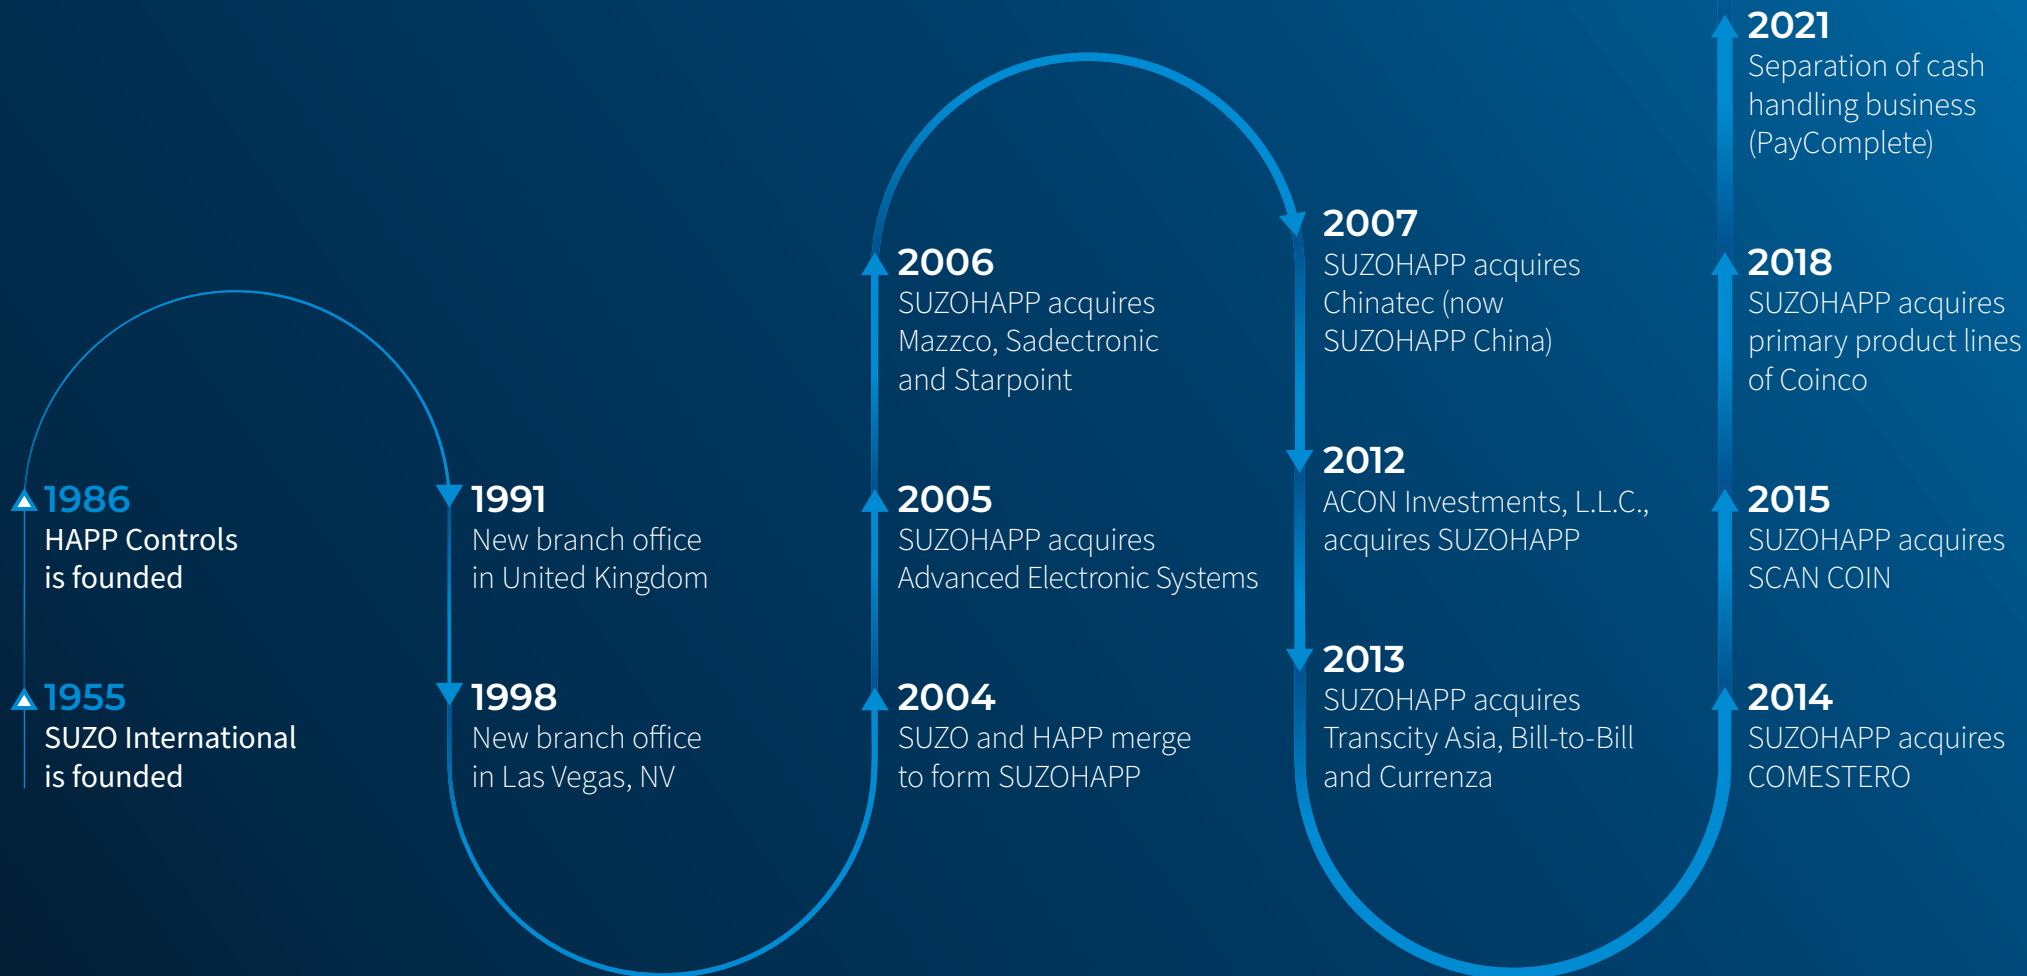 1955
SUZO International
is founded
1986
HAPP Controls
is founded
1991
New branch office
in United Kingdom
1998
New branch office
in Las Vegas, NV
2004
SUZO and HAPP merge
to form SUZOHAPP
2005
SUZOHAPP acquires
Advanced Electronic Systems
2006
SUZOHAPP acquires
Mazzco, Sadectronic
and Starpoint
2007
SUZOHAPP acquires
Chinatec (now
SUZOHAPP China)
2012
ACON Investments, L.L.C.,
acquires SUZOHAPP
2013
SUZOHAPP acquires
Transcity Asia, Bill-to-Bill
and Currenza
2014
SUZOHAPP acquires
COMESTERO
2015
SUZOHAPP acquires
SCAN COIN
2018
SUZOHAPP acquires
primary product lines
of Coinco
2021
Separation of cash
handling business
(PayComplete)